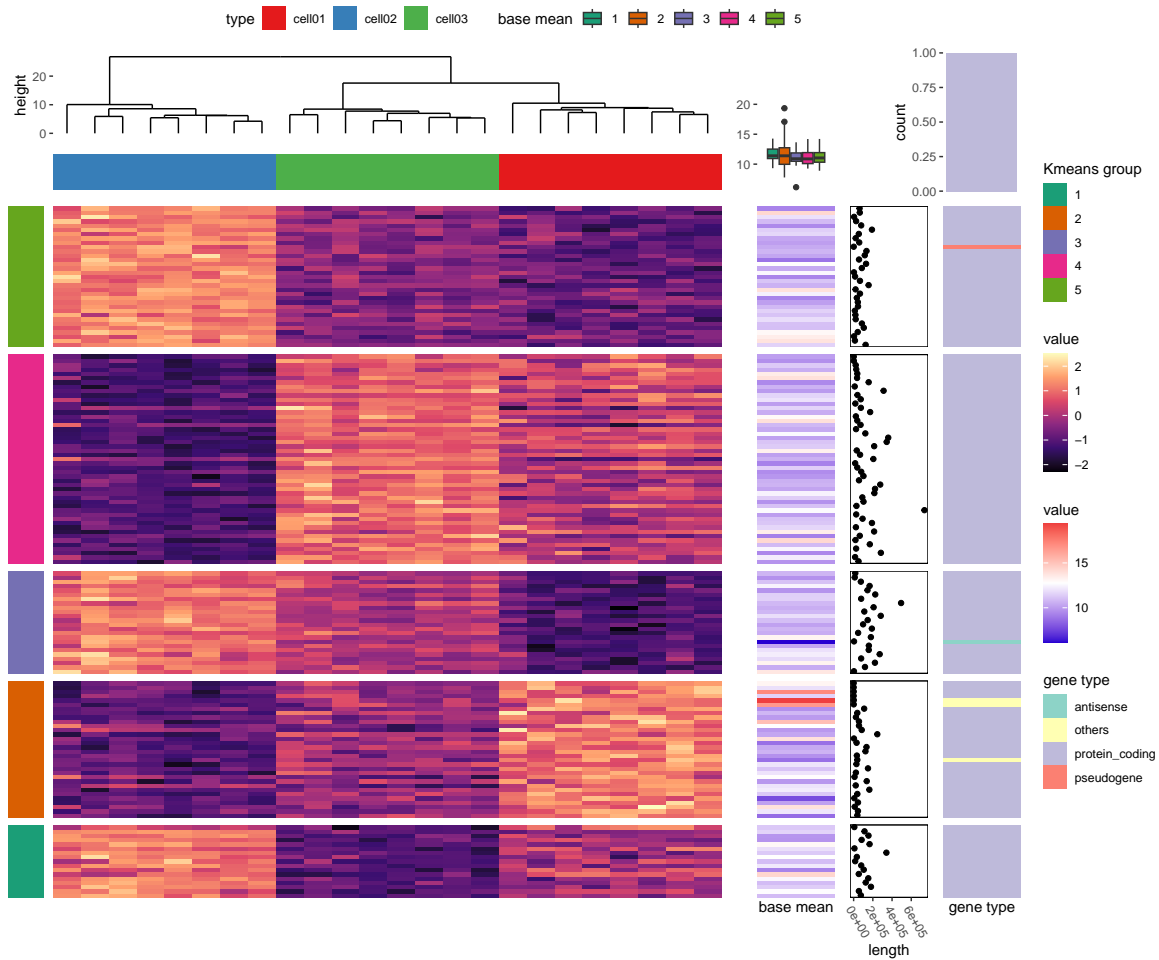 type cell01 cell02 cell03 base mean 1 2 3 4 5
height
20
10
0
20
15
10
count
1.00
0.75
0.50
0.25
0.00
Kmeans group
1
2
3
4
5
value
2
1
0
−1
−2
value
15
10
gene type
antisense
others
protein_coding
pseudogene
base mean
0e+00
2e+05
4e+05
6e+05
length
gene type